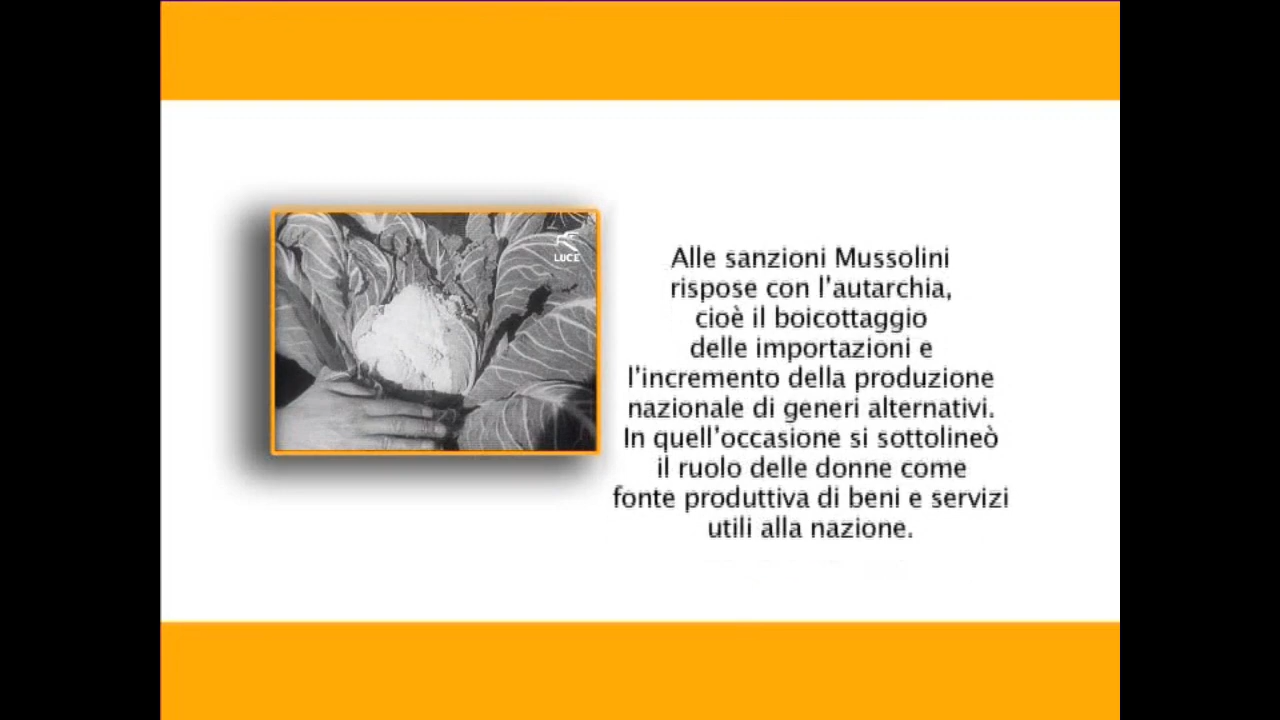 LUCE
Alle sanzioni Mussolini
rispose con l'autarchia,
cioè il boicottaggio
delle importazioni e
l'incremento della produzione
nazionale di generi alternativi.
In quell'occasione si sottolineò
il ruolo delle donne come
fonte produttiva di beni e servizi
utili alla nazione.